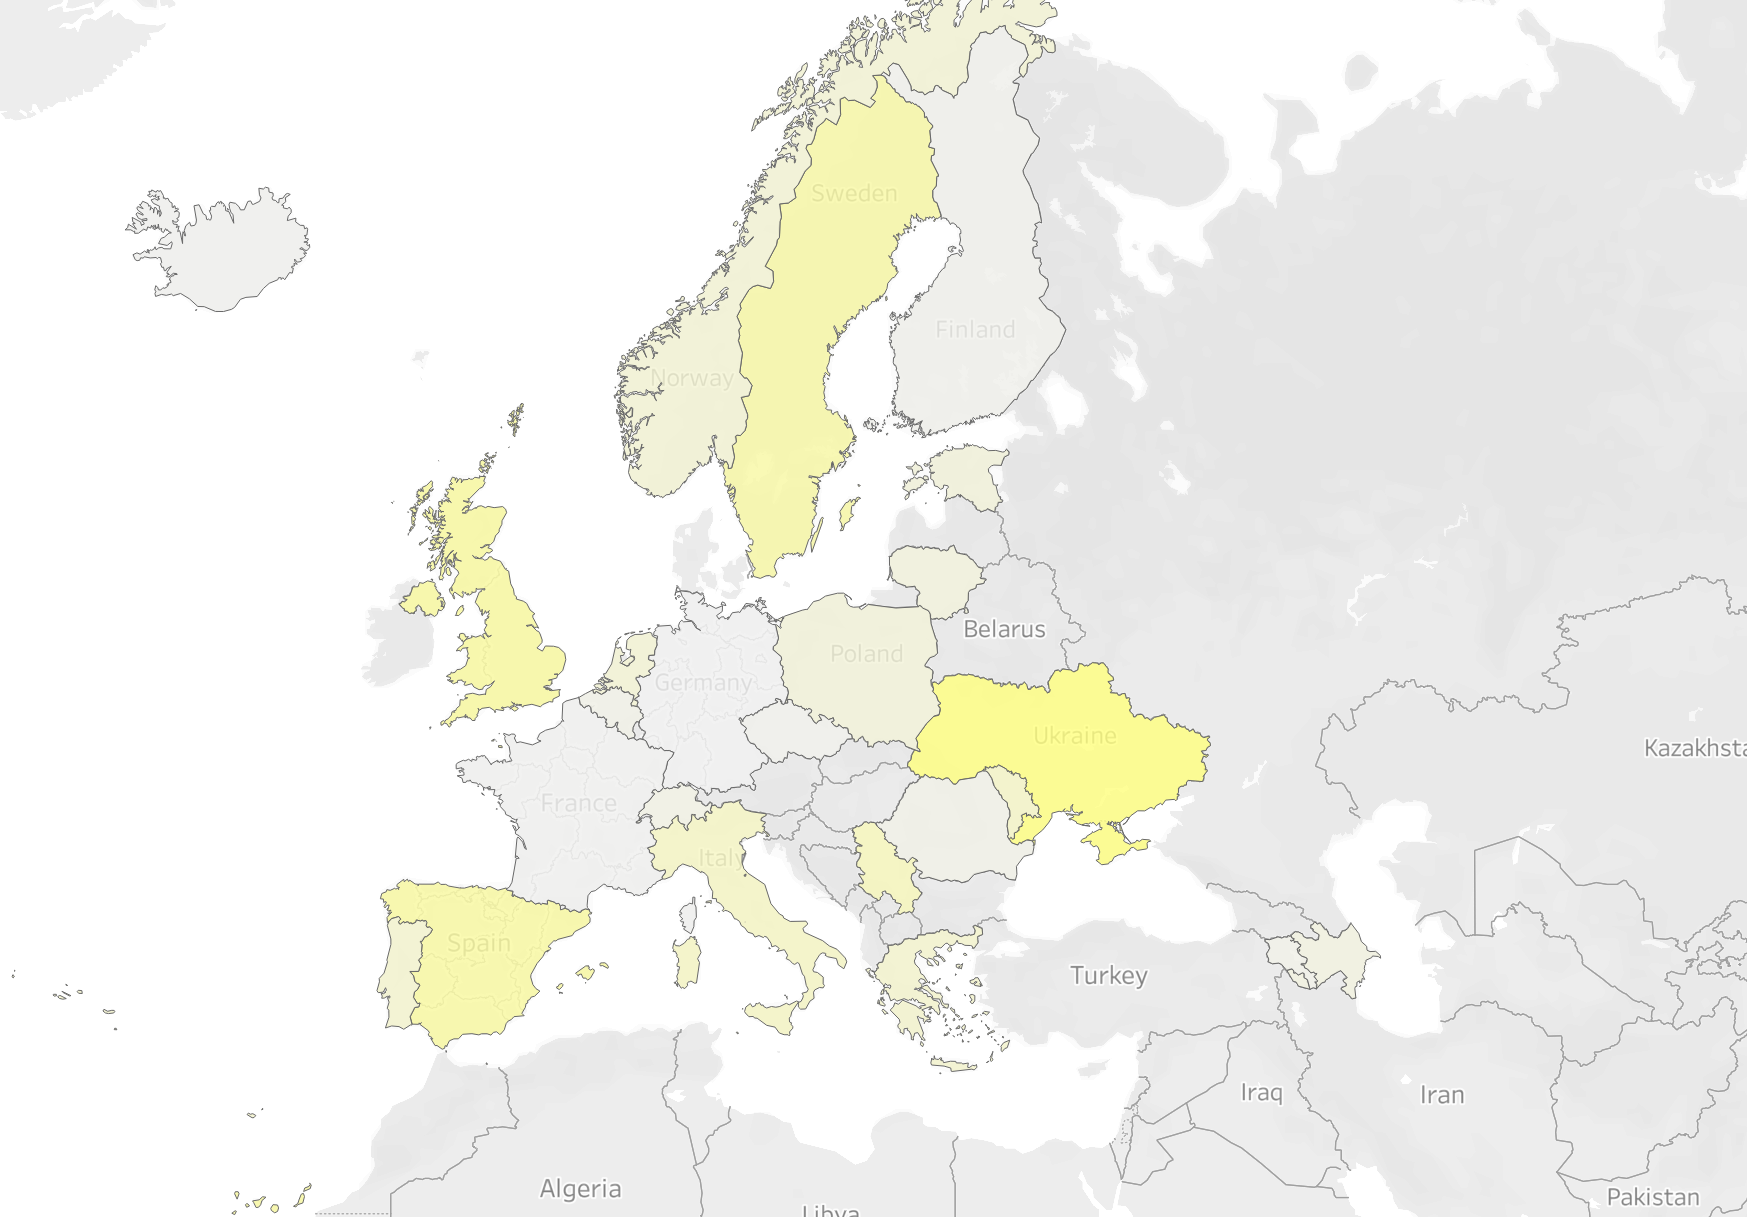 Sweden
Finland
Norway
Belarus
Poland
Germany
Ukraine
Kazakhsta
France
Italy
Spain
Turkey
Iraq
Iran
Algeria
Pakistan
Libya